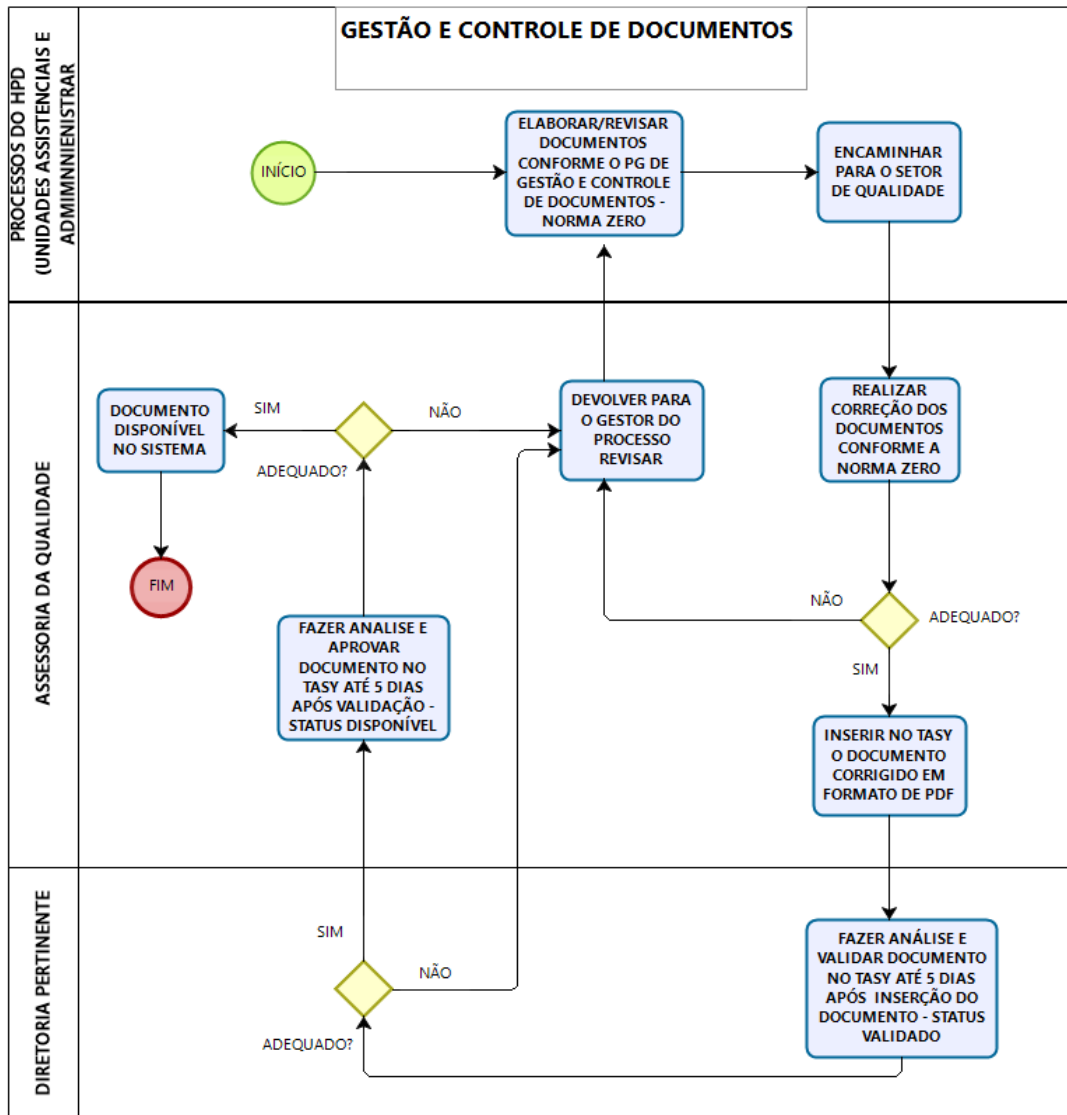 GESTÃO E CONTROLE DE DOCUMENTOS
PROCESSOS DO HPD
(UNIDADES ASSISTENCIAIS E
ADMIMNNIENISTRAR
INÍCIO
ELABORAR/REVISAR
DOCUMENTOS
CONFORME O PG DE
GESTÃO E CONTROLE
DE DOCUMENTOS -
NORMA ZERO
ENCAMINHAR
PARA O SETOR
DE QUALIDADE
ASSESSORIA DA QUALIDADE
DOCUMENTO
DISPONÍVEL
NO SISTEMA
SIM
NÃO
ADEQUADO?
DEVOLVER PARA
O GESTOR DO
PROCESSO
REVISAR
REALIZAR
CORREÇÃO DOS
DOCUMENTOS
CONFORME A
NORMA ZERO
FIM
NÃO
ADEQUADO?
SIM
FAZER ANALISE E
APROVAR
DOCUMENTO NO
TASY ATÉ 5 DIAS
APÓS VALIDAÇÃO -
STATUS DISPONÍVEL
INSERIR NO TASY
O DOCUMENTO
CORRIGIDO EM
FORMATO DE PDF
DIRETORIA PERTINENTE
SIM
NÃO
ADEQUADO?
FAZER ANÁLISE E
VALIDAR DOCUMENTO
NO TASY ATÉ 5 DIAS
APÓS INSERÇÃO DO
DOCUMENTO - STATUS
VALIDADO